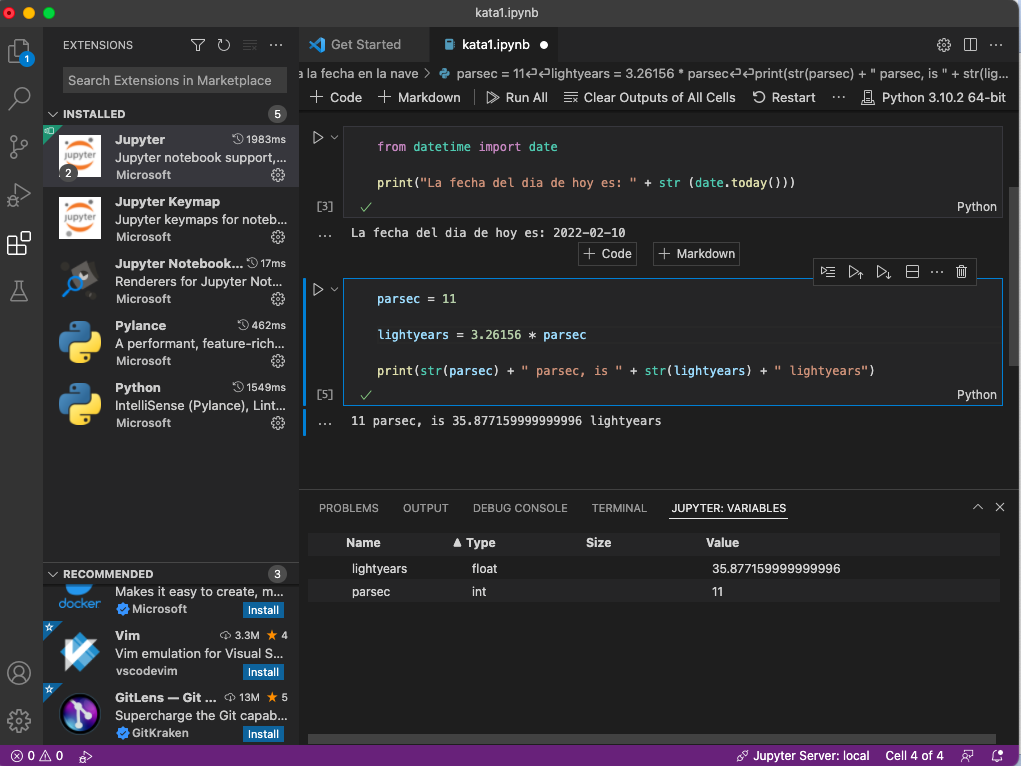 kata1.ipynb
EXTENSIONS
Get Started
kata1.ipynb
1
Search Extensions in Marketplace
a la fecha en la nave > parsec = 11↵↵lightyears = 3.26156 * parsec↵↵print(str(parsec) + " parsec, is " + str(lig...
+ Code + Markdown Run All Clear Outputs of All Cells Restart ... Python 3.10.2 64-bit
INSTALLED 5
Jupyter 1983ms
Jupyter notebook support,...
Microsoft
jupyter
2
Jupyter Keymap
Jupyter keymaps for noteb...
Microsoft
jupyter
Jupyter Notebook... 17ms
Renderers for Jupyter Not...
Microsoft
Pylance 462ms
A performant, feature-rich...
Microsoft
Python 1549ms
IntelliSense (Pylance), Lint...
Microsoft
RECOMMENDED 3
docker
Makes it easy to create, m...
Microsoft Install
Vim 3.3M ★ 4
Vim emulation for Visual S...
vscodevim Install
GitLens — Git ... 13M ★ 5
Supercharge the Git capab...
GitKraken Install
from datetime import date
print("La fecha del dia de hoy es: " + str (date.today()))
[3] Python
... La fecha del dia de hoy es: 2022-02-10
+ Code + Markdown
parsec = 11
lightyears = 3.26156 * parsec
print(str(parsec) + " parsec, is " + str(lightyears) + " lightyears")
[5] Python
... 11 parsec, is 35.877159999999996 lightyears
PROBLEMS OUTPUT DEBUG CONSOLE TERMINAL JUPYTER: VARIABLES
Name ▲ Type Size Value
lightyears float 35.877159999999996
parsec int 11
0 0 Jupyter Server: local Cell 4 of 4